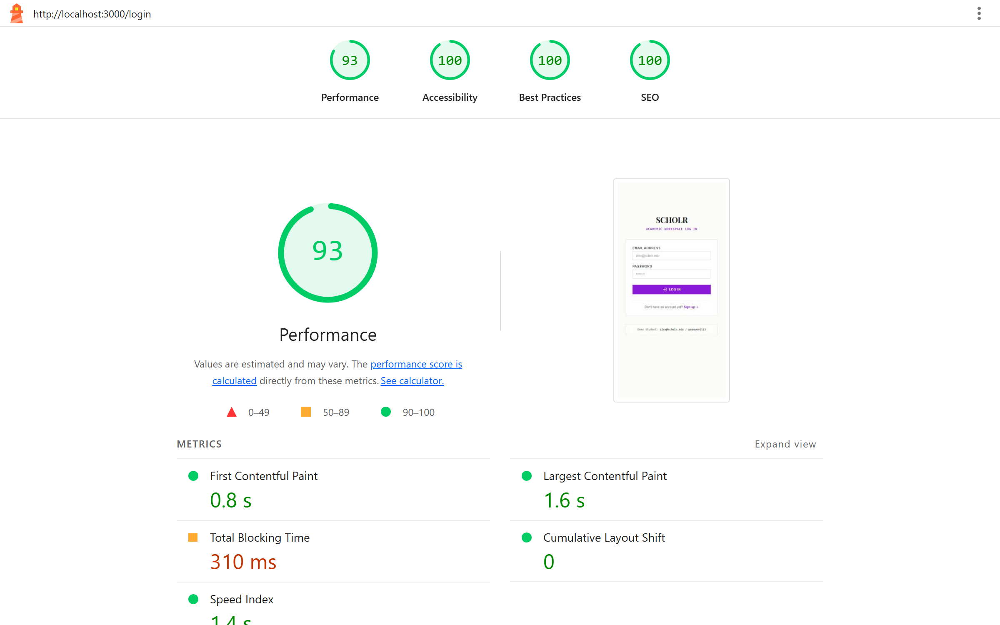 http://localhost:3000/login
93
100
100
100
Performance
Accessibility
Best Practices
SEO
93
Performance
Values are estimated and may vary. The performance score is
calculated directly from these metrics. See calculator.
0–49
50–89
90–100
SCHOLR
ACADEMIC WORKSPACE LOG IN
EMAIL ADDRESS
alex@scholr.edu
PASSWORD
••••••••
LOG IN
Don't have an account yet? Sign up →
Demo Student: alex@scholr.edu / password123
METRICS
Expand view
First Contentful Paint
0.8 s
Largest Contentful Paint
1.6 s
Total Blocking Time
310 ms
Cumulative Layout Shift
0
Speed Index
1.4 s